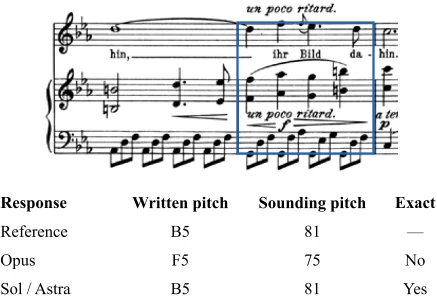 un poco ritard.
hin, ihr Bild da- hin.
un poco ritard.
f
a te
p
Response Written pitch Sounding pitch Exact
Reference B5 81 —
Opus F5 75 No
Sol / Astra B5 81 Yes